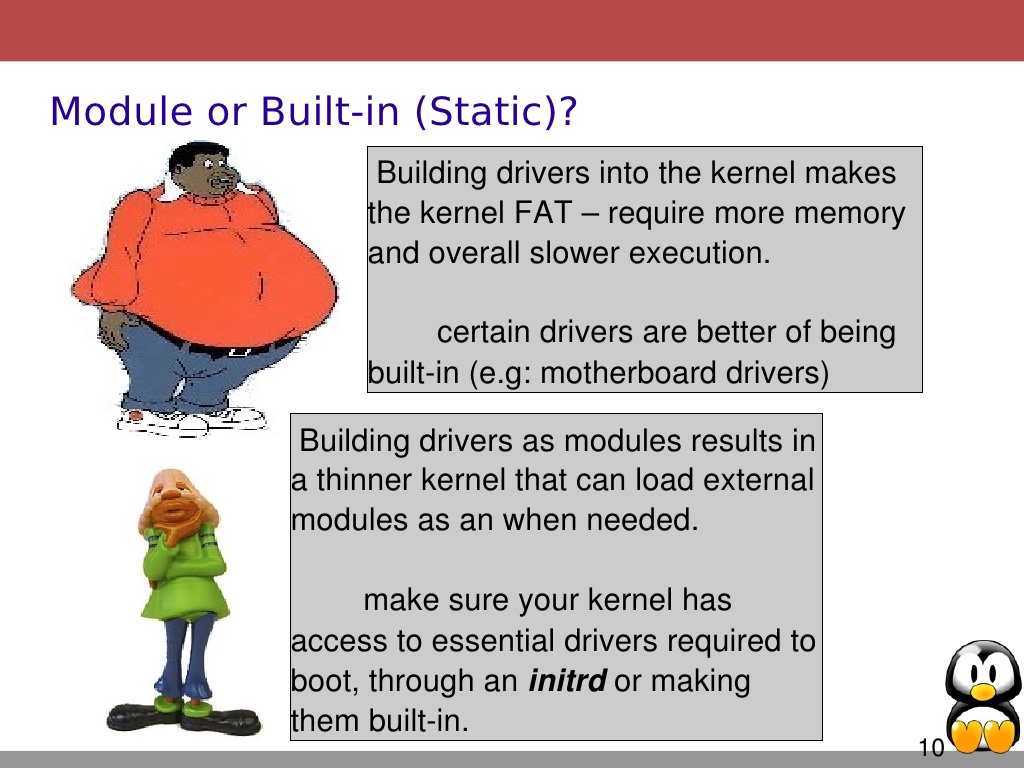 Module or Built-in (Static)?
Building drivers into the kernel makes
the kernel FAT – require more memory
and overall slower execution.
certain drivers are better of being
built-in (e.g: motherboard drivers)
Building drivers as modules results in
a thinner kernel that can load external
modules as an when needed.
make sure your kernel has
access to essential drivers required to
boot, through an initrd or making
them built-in.
10